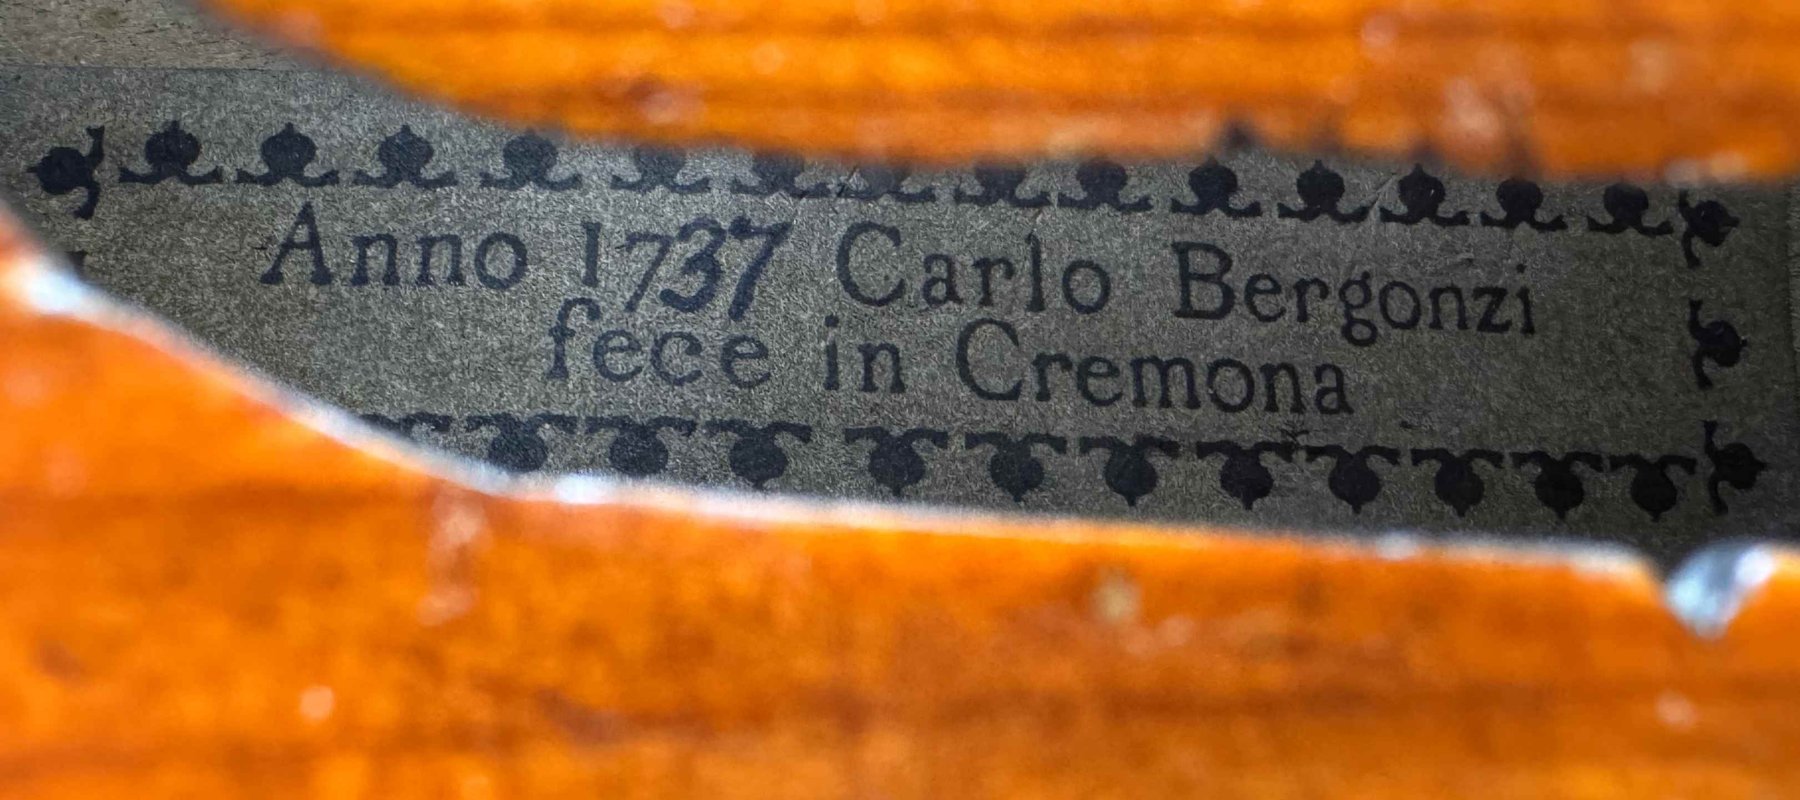 Anno 1737 Carlo Bergonzi
fece in Cremona